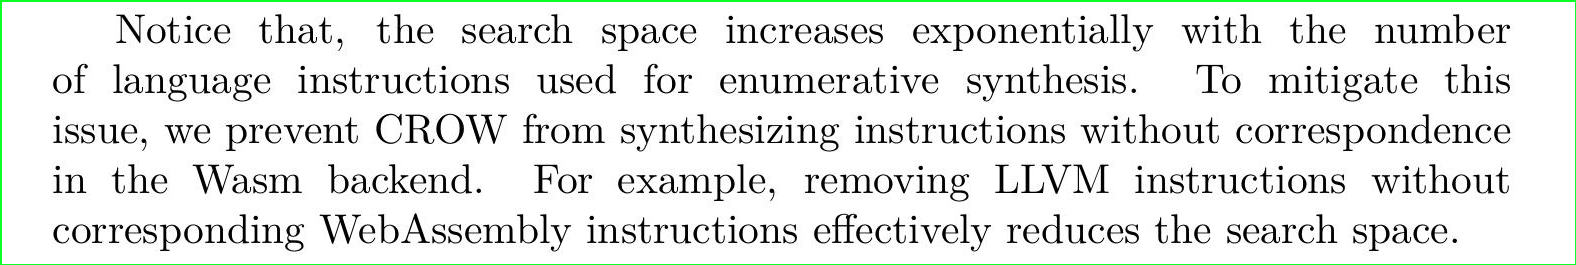 Notice that, the search space increases exponentially with the number
of language instructions used for enumerative synthesis. To mitigate this
issue, we prevent CROW from synthesizing instructions without correspondence
in the Wasm backend. For example, removing LLVM instructions without
corresponding WebAssembly instructions effectively reduces the search space.